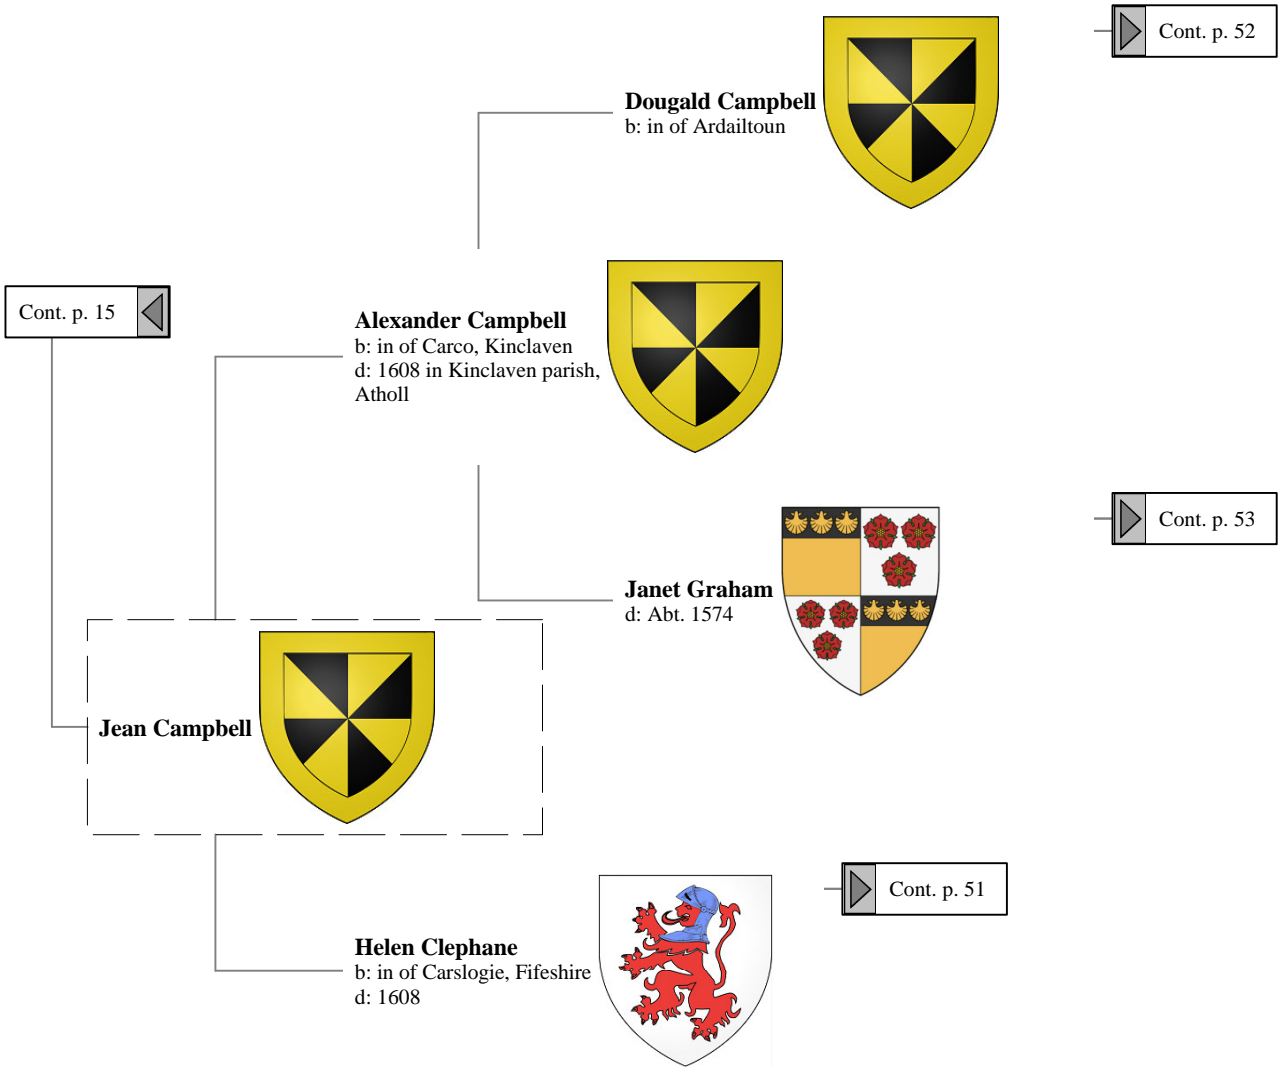 Cont. p. 52
Dougald Campbell
b: in of Ardailtoun
Cont. p. 15
Alexander Campbell
b: in of Carco, Kinclaven
d: 1608 in Kinclaven parish,
Atholl
Cont. p. 53
Janet Graham
d: Abt. 1574
Jean Campbell
Cont. p. 51
Helen Clephane
b: in of Carslogie, Fifeshire
d: 1608